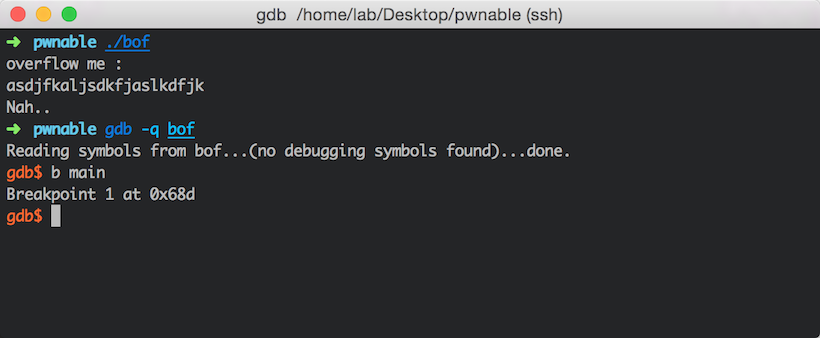 gdb /home/lab/Desktop/pwnable (ssh)
➜ pwnable ./bof
overflow me :
asdjfkaljsdkfjaslkdfjk
Nah..
➜ pwnable gdb -q bof
Reading symbols from bof...(no debugging symbols found)...done.
gdb$ b main
Breakpoint 1 at 0x68d
gdb$